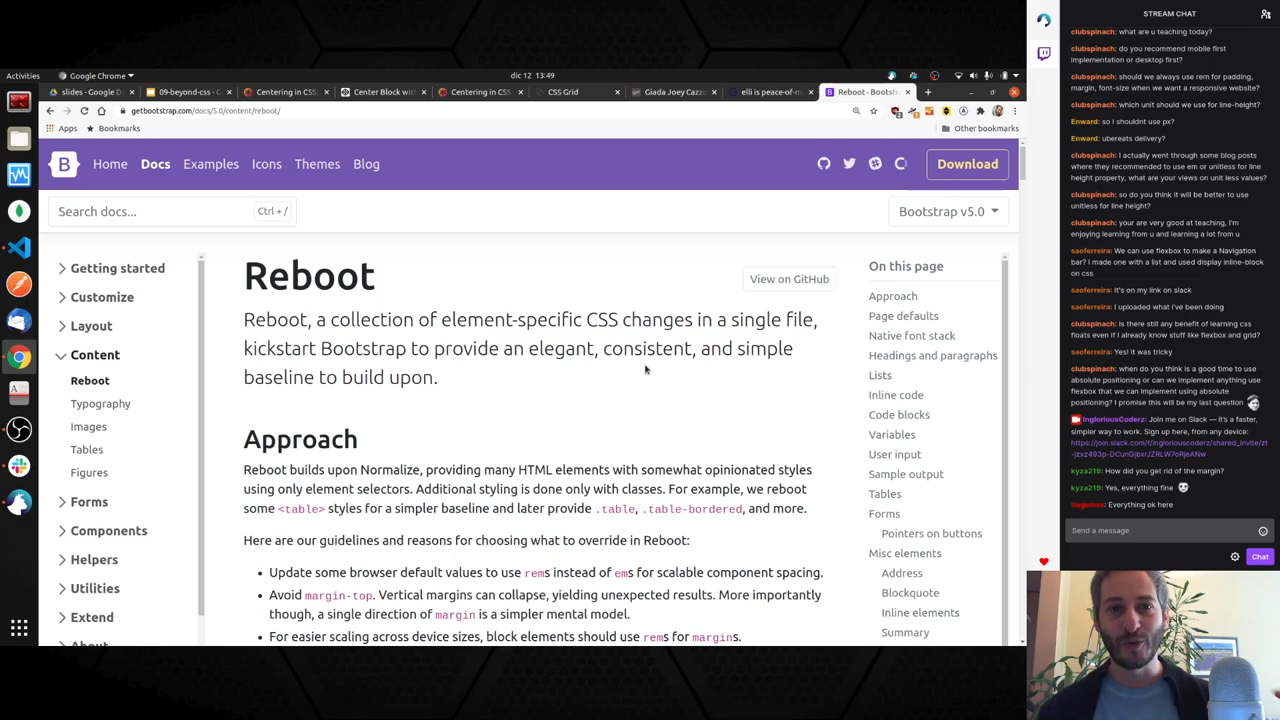 Activities
Google Chrome
dic 12 13:49
slides - Google D
09-beyond-css - G
Centering in CSS
Center Block with
Centering in CSS
CSS Grid
Giada Joey Cazzo
elli is peace-of-m
Reboot · Bootstra
getbootstrap.com/docs/5.0/content/reboot/
Apps
Bookmarks
Other bookmarks
B
Home
Docs
Examples
Icons
Themes
Blog
Download
Search docs...
Ctrl + /
Bootstrap v5.0
Getting started
Customize
Layout
Content
Reboot
Typography
Images
Tables
Figures
Forms
Components
Helpers
Utilities
Extend
About
Reboot
View on GitHub
Reboot, a collection of element-specific CSS changes in a single file,
kickstart Bootstrap to provide an elegant, consistent, and simple
baseline to build upon.
Approach
Reboot builds upon Normalize, providing many HTML elements with somewhat opinionated styles
using only element selectors. Additional styling is done only with classes. For example, we reboot
some <table> styles for a simpler baseline and later provide .table, .table-bordered, and more.
Here are our guidelines and reasons for choosing what to override in Reboot:
Update some browser default values to use rems instead of ems for scalable component spacing.
Avoid margin-top. Vertical margins can collapse, yielding unexpected results. More importantly
though, a single direction of margin is a simpler mental model.
For easier scaling across device sizes, block elements should use rems for margins.
On this page
Approach
Page defaults
Native font stack
Headings and paragraphs
Lists
Inline code
Code blocks
Variables
User input
Sample output
Tables
Forms
Pointers on buttons
Misc elements
Address
Blockquote
Inline elements
Summary
STREAM CHAT
clubspinach: what are u teaching today?
clubspinach: do you recommend mobile first
implementation or desktop first?
clubspinach: should we always use rem for padding,
margin, font-size when we want a responsive website?
clubspinach: which unit should we use for line-height?
Enward: so I shouldnt use px?
Enward: ubereats delivery?
clubspinach: I actually went through some blog posts
where they recommended to use em or unitless for line
height property, what are your views on unit less values?
clubspinach: so do you think it will be better to use
unitless for line height?
clubspinach: your are very good at teaching, I'm
enjoying learning from u and learning a lot from u
saoferreira: We can use flexbox to make a Navigation
bar? I made one with a list and used display inline-block
on css
saoferreira: It's on my link on slack
saoferreira: I uploaded what i've been doing
clubspinach: Is there still any benefit of learning css
floats even if I already know stuff like flexbox and grid?
saoferreira: Yes! it was tricky
clubspinach: when do you think is a good time to use
absolute positioning or can we implement anything use
flexbox that we can implement using absolute
positioning? I promise this will be my last question
IngloriousCoderz: Join me on Slack — it's a faster,
simpler way to work. Sign up here, from any device:
https://join.slack.com/t/ingloriouscoderz/shared_invite/zt
-jzxz493p-DCunGjbxrJZRLW7oRjeANw
kyza219: How did you get rid of the margin?
kyza219: Yes, everything fine
Everything ok here
Send a message
Chat